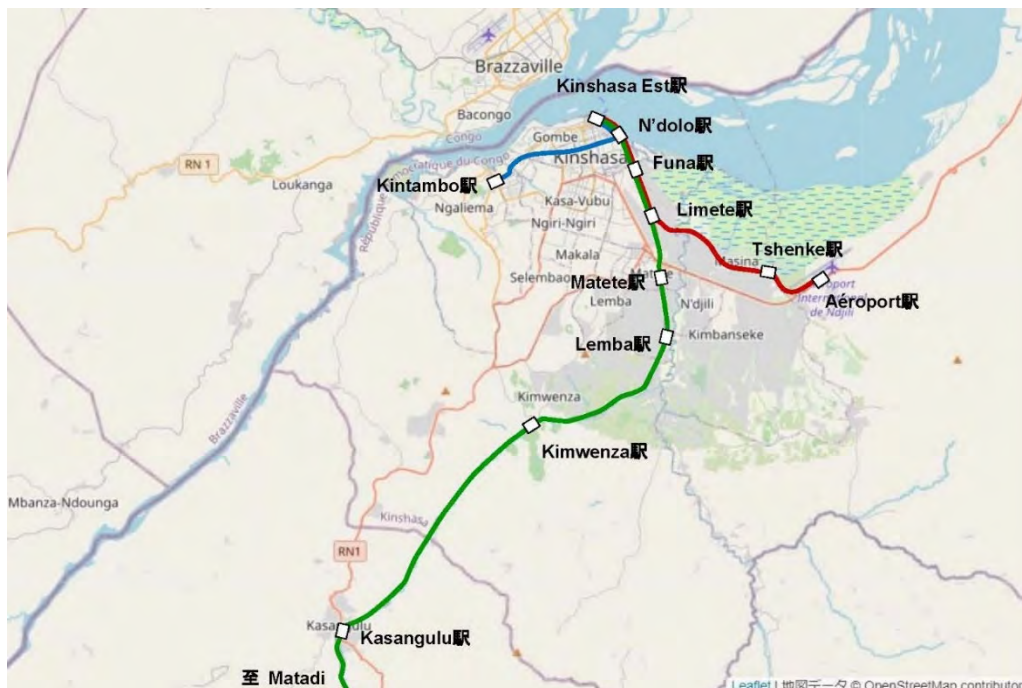 Brazzaville
Kinshasa Est駅
Bacongo
Gombe
N'dolo駅
Congo
RN 1
Kinshasa
Funa駅
Loukanga
Kintambo駅
Kasa-Vubu
Ngaliema
Ngiri-Ngiri
Limete駅
Makala
Tshenke駅
Masina
Selembao
Matete駅
Lemba
N'djili
Aéroport駅
International
de Ndjili
Lemba駅
Kimbanseke
Kimwenza
Brazzaville
Kimwenza駅
Mbanza-Ndounga
Kinshasa
RN1
Kasangulu駅
至 Matadi
Leaflet | 地図データ © OpenStreetMap contributor